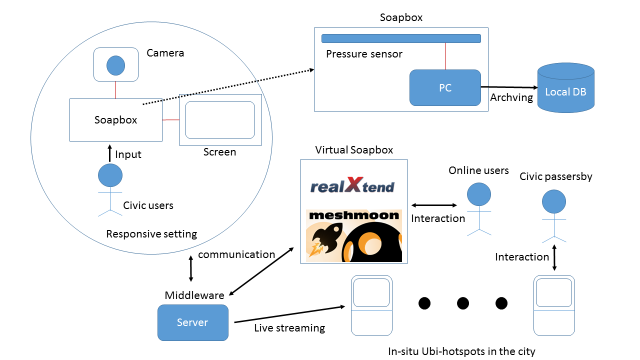 Soapbox
Camera
Pressure sensor
PC
Local DB
Archving
Soapbox
Screen
Input
Virtual Soapbox
realXtend
meshmoon
Online users
Civic passersby
Civic users
Interaction
Responsive setting
communication
Interaction
Middleware
Server
Live streaming
In-situ Ubi-hotspots in the city